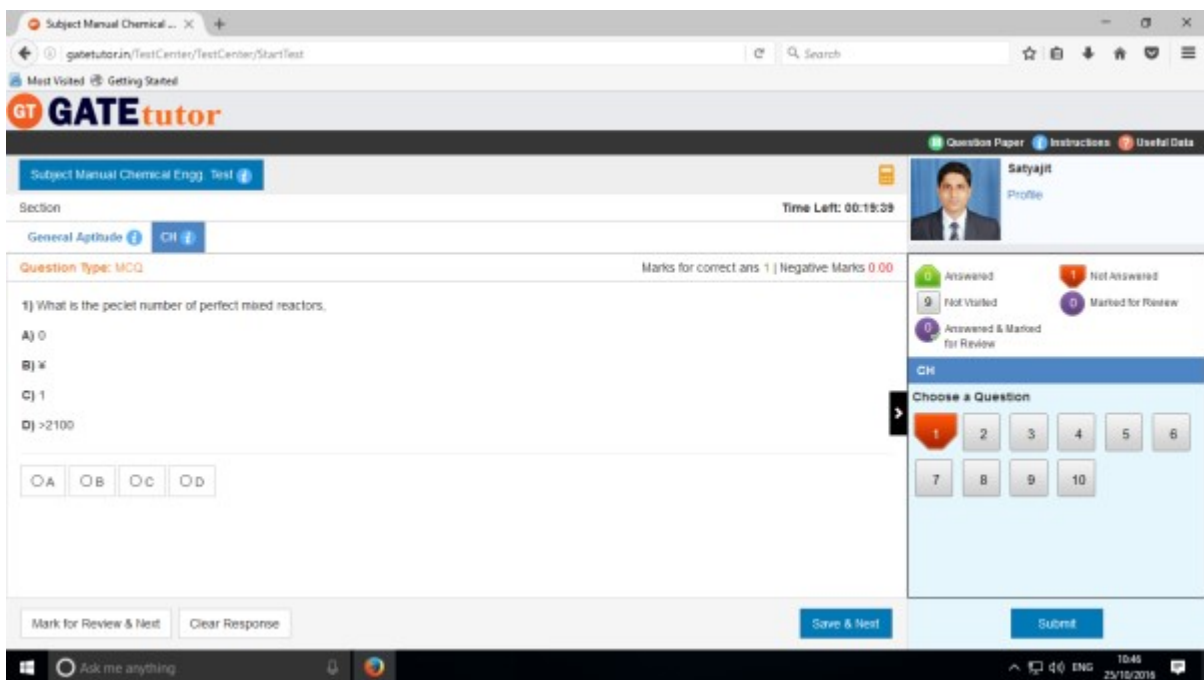 Subject Manual Chemical ... × +
gatetutor.in/TestCenter/TestCenter/StartTest
Search
Most Visited Getting Started
GT GATEtutor
Question Paper Instructions Useful Data
Subject Manual Chemical Engg. Test
Satyajit
Profile
Section Time Left: 00:19:39
General Aptitude CH
Question Type: MCQ Marks for correct ans 1 | Negative Marks 0.00
1) What is the peclet number of perfect mixed reactors,
A) 0
B) ¥
C) 1
D) >2100
A B C D
0 Answered 1 Not Answered
9 Not Visited 0 Marked for Review
0 Answered & Marked
for Review
CH
Choose a Question
1 2 3 4 5 6
7 8 9 10
Mark for Review & Next Clear Response Save & Next Submit
Ask me anything
ENG 10:46
25/10/2016